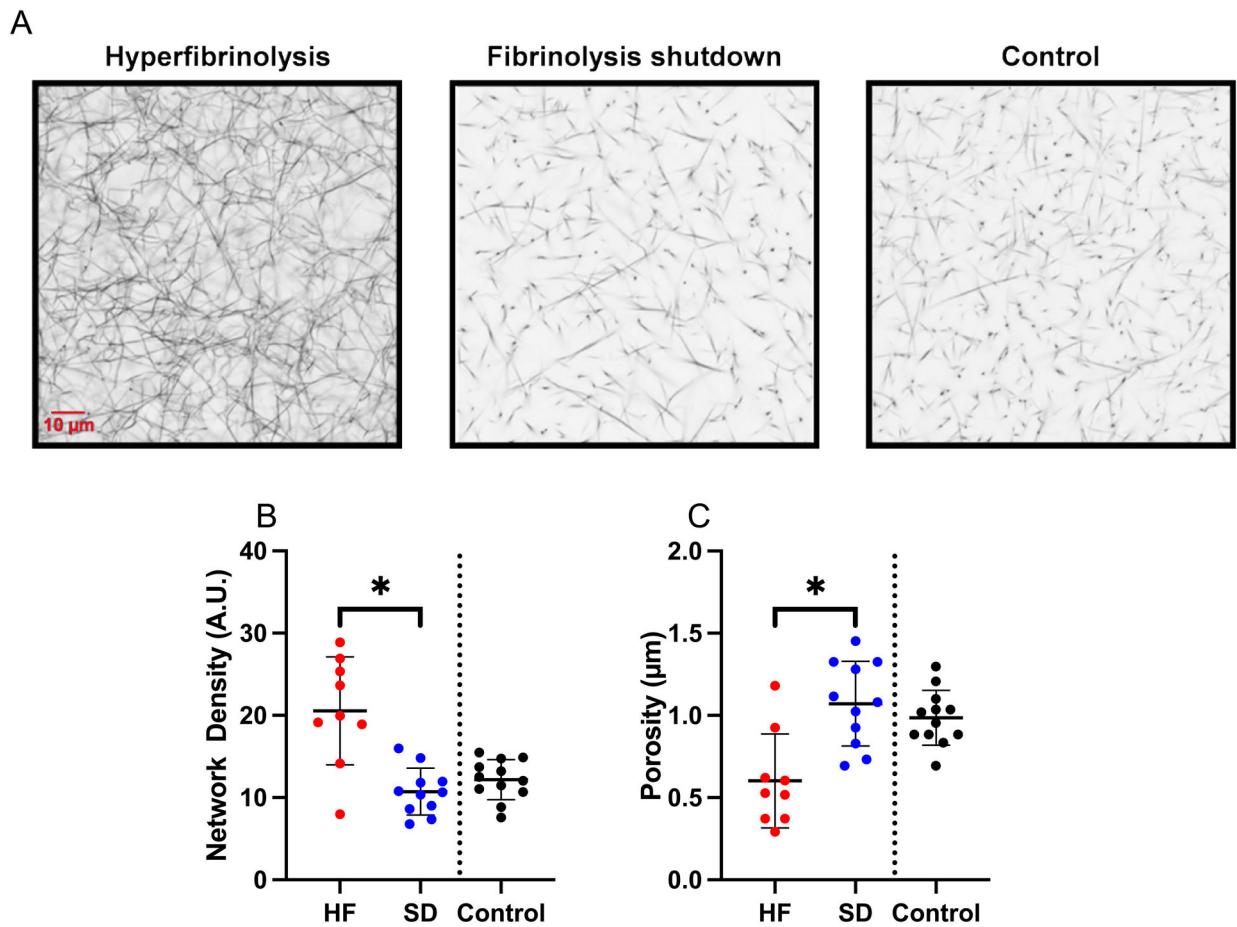 A
Hyperfibrinolysis
Fibrinolysis shutdown
Control
10 µm
B
C
Network Density (A.U.)
40
30
20
10
0
*
HF
SD
Control
Porosity (µm)
2.0
1.5
1.0
0.5
0.0
*
HF
SD
Control